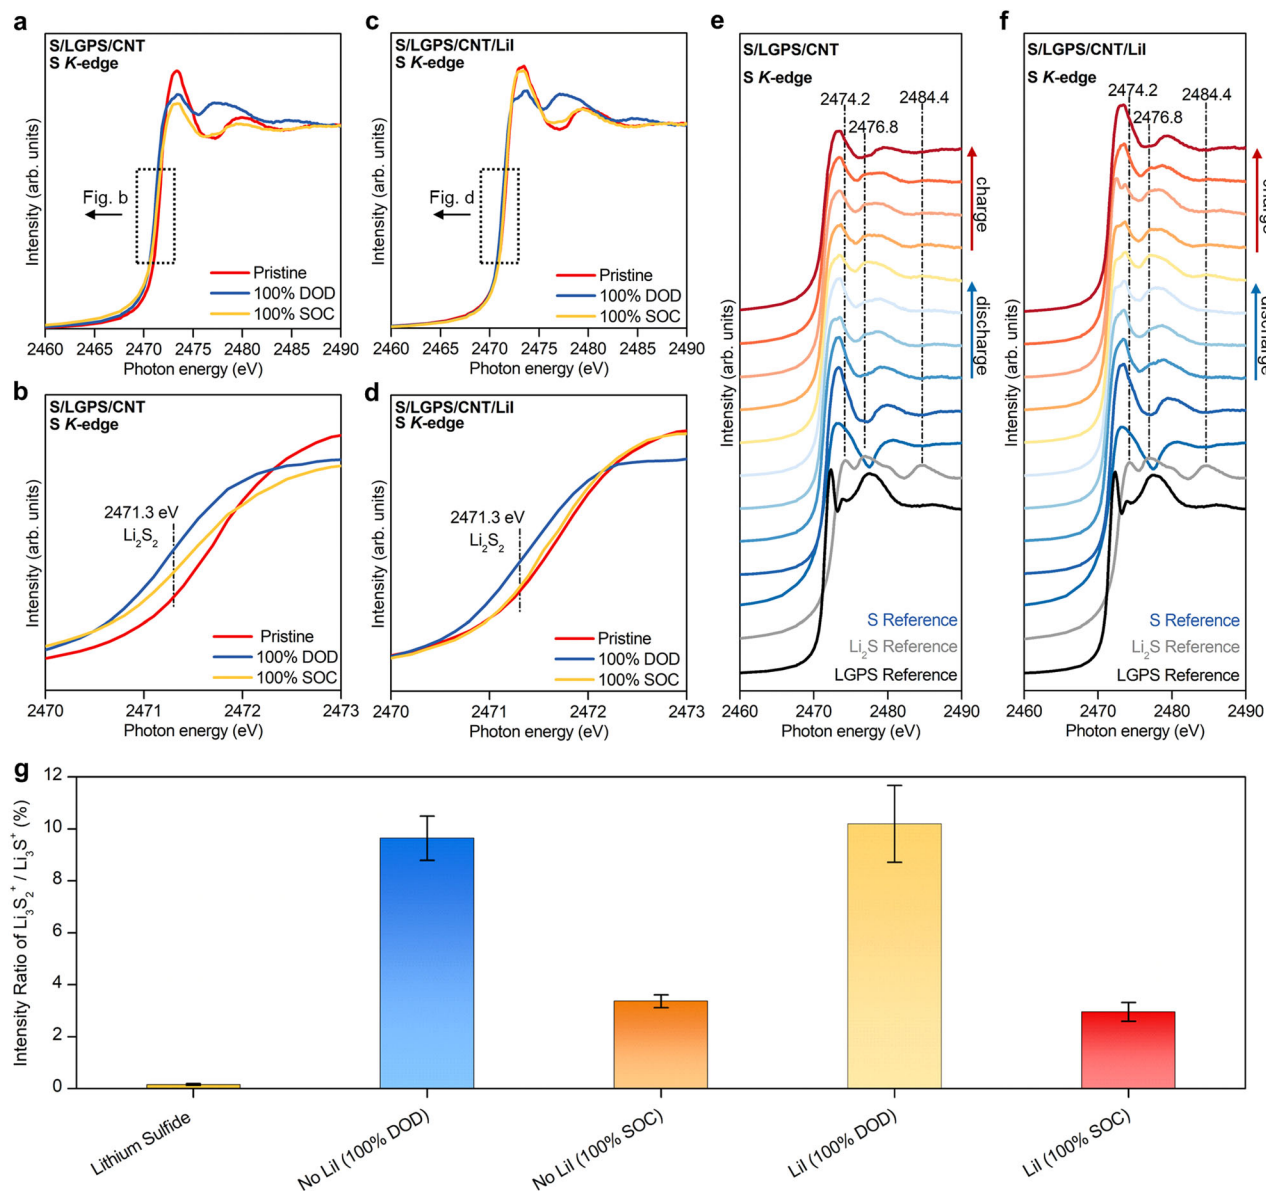 a
S/LGPS/CNT
S K-edge
Fig. b
Pristine
100% DOD
100% SOC
Intensity (arb. units)
2460 2465 2470 2475 2480 2485 2490
Photon energy (eV)
c
S/LGPS/CNT/LiI
S K-edge
Fig. d
Pristine
100% DOD
100% SOC
Intensity (arb. units)
2460 2465 2470 2475 2480 2485 2490
Photon energy (eV)
b
S/LGPS/CNT
S K-edge
2471.3 eV
Li₂S₂
Pristine
100% DOD
100% SOC
Intensity (arb. units)
2470 2471 2472 2473
Photon energy (eV)
d
S/LGPS/CNT/LiI
S K-edge
2471.3 eV
Li₂S₂
Pristine
100% DOD
100% SOC
Intensity (arb. units)
2470 2471 2472 2473
Photon energy (eV)
e
S/LGPS/CNT
S K-edge
2474.2 2484.4
2476.8
charge
discharge
S Reference
Li₂S Reference
LGPS Reference
Intensity (arb. units)
2460 2470 2480 2490
Photon energy (eV)
f
S/LGPS/CNT/LiI
S K-edge
2474.2 2484.4
2476.8
charge
discharge
S Reference
Li₂S Reference
LGPS Reference
Intensity (arb. units)
2460 2470 2480 2490
Photon energy (eV)
g
Intensity Ratio of Li₃S₂⁺ / Li₃S⁺ (%)
12
10
8
6
4
2
0
Lithium Sulfide
No LiI (100% DOD)
No LiI (100% SOC)
LiI (100% DOD)
LiI (100% SOC)